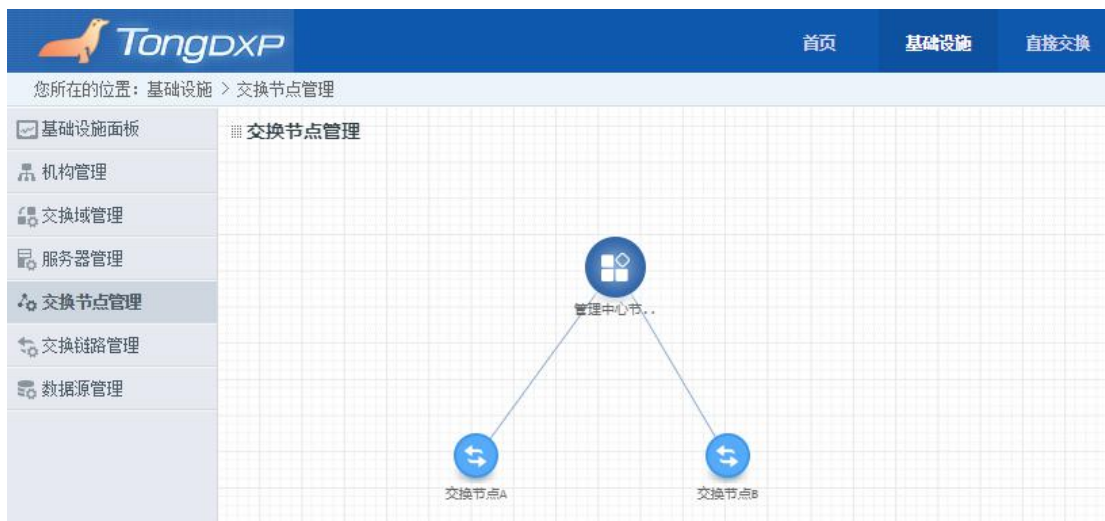 TongDXP
首页 基础设施 直接交换
您所在的位置：基础设施 > 交换节点管理
基础设施面板
交换节点管理
机构管理
交换域管理
服务器管理
交换节点管理
交换链路管理
数据源管理
管理中心节..
交换节点A
交换节点B